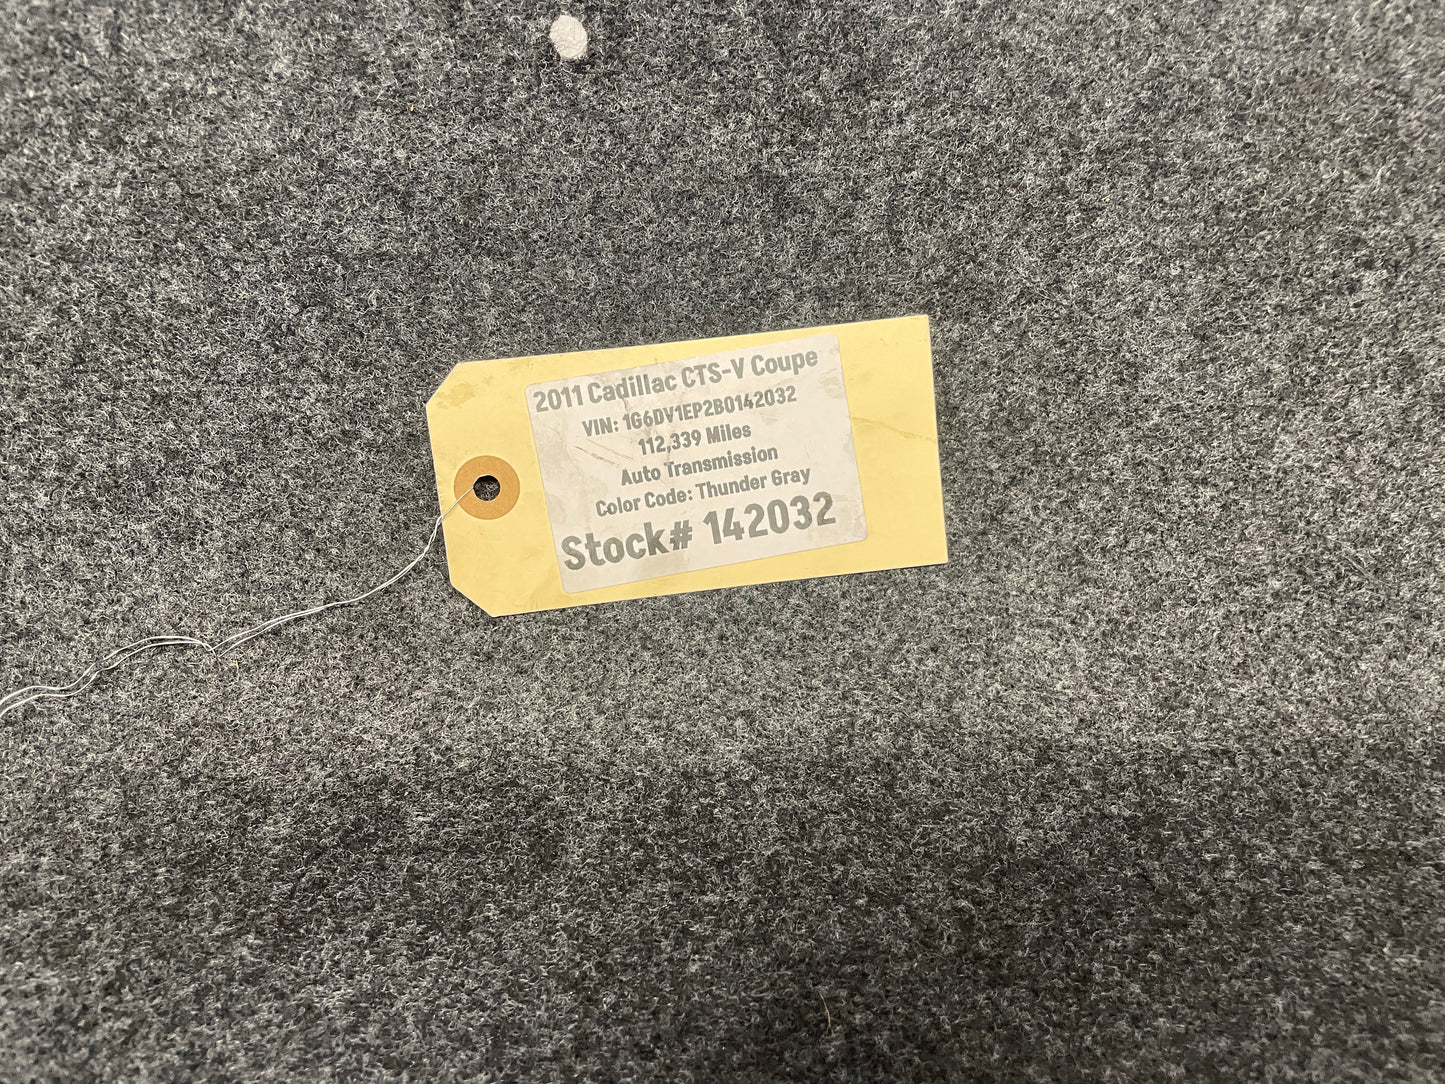 2011 Cadillac CTS-V Coupe
VIN: 1G6DV1EP2B0142032
112,339 Miles
Auto Transmission
Color Code: Thunder Gray
Stock# 142032